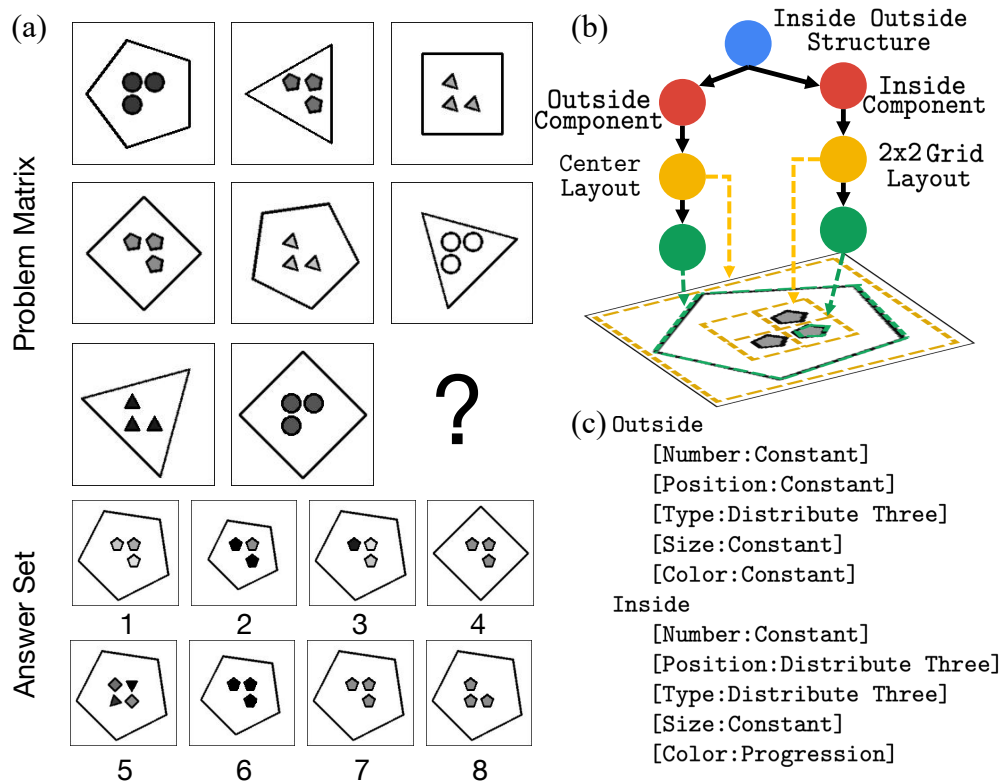 (a)
Problem Matrix
?
Answer Set
1 2 3 4
5 6 7 8
(b)
Inside Outside
Structure
Outside
Component
Inside
Component
Center
Layout
2x2 Grid
Layout
(c)
Outside
[Number:Constant]
[Position:Constant]
[Type:Distribute Three]
[Size:Constant]
[Color:Constant]
Inside
[Number:Constant]
[Position:Distribute Three]
[Type:Distribute Three]
[Size:Constant]
[Color:Progression]